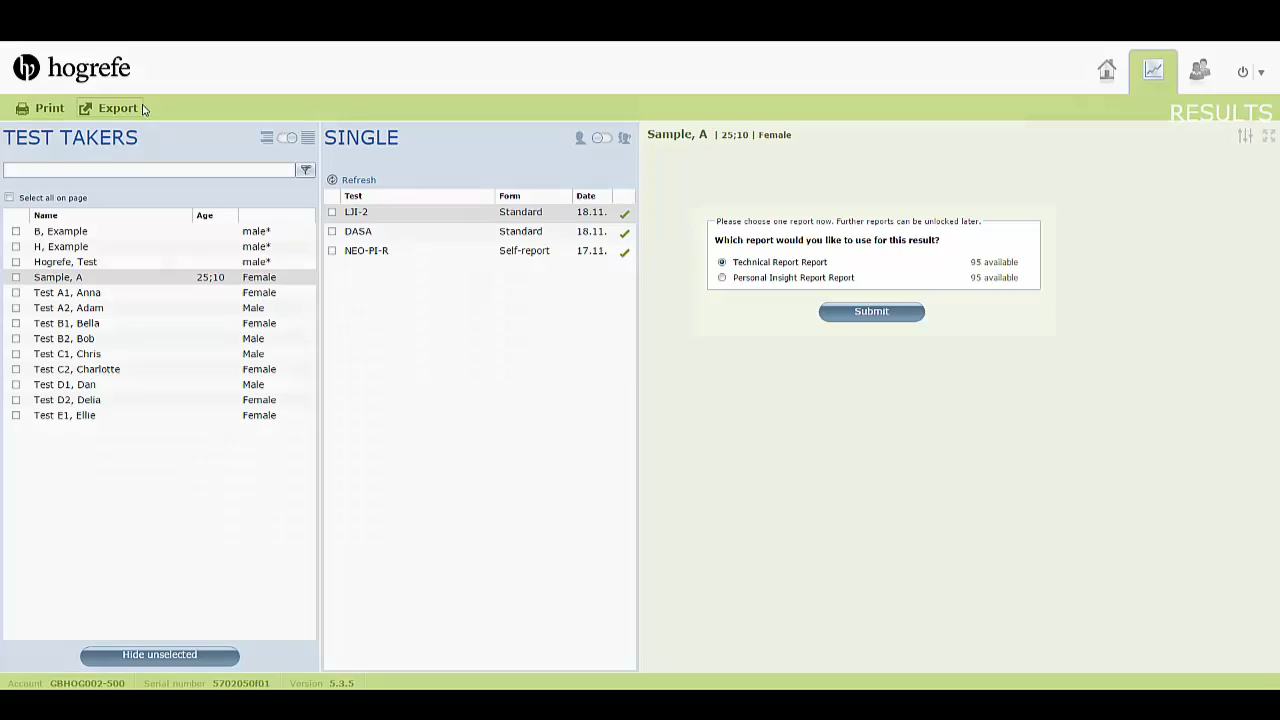 hp hogrefe
Print Export
RESULTS
TEST TAKERS
Select all on page
Name Age
B, Example male*
H, Example male*
Hogrefe, Test male*
Sample, A 25;10 Female
Test A1, Anna Female
Test A2, Adam Male
Test B1, Bella Female
Test B2, Bob Male
Test C1, Chris Male
Test C2, Charlotte Female
Test D1, Dan Male
Test D2, Delia Female
Test E1, Ellie Female
Hide unselected
SINGLE
Refresh
Test Form Date
LJI-2 Standard 18.11.
DASA Standard 18.11.
NEO-PI-R Self-report 17.11.
Sample, A | 25;10 | Female
Please choose one report now. Further reports can be unlocked later.
Which report would you like to use for this result?
Technical Report Report 95 available
Personal Insight Report Report 95 available
Submit
Account GBHOG002-500 Serial number 5702050f01 Version 5.3.5